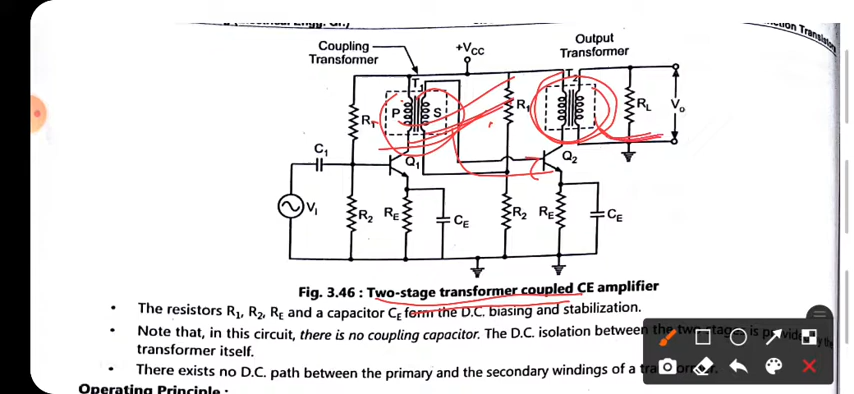 Coupling
Transformer
+VCC
Output
Transformer
T1
T2
P
S
R1
R1
RL
Vo
C1
Q1
Q2
Vi
R2
RE
CE
R2
RE
CE
Fig. 3.46 : Two-stage transformer coupled CE amplifier
• The resistors R1, R2, RE and a capacitor CE form the D.C. biasing and stabilization.
• Note that, in this circuit, there is no coupling capacitor. The D.C. isolation between the two stages is provided by the
transformer itself.
• There exists no D.C. path between the primary and the secondary windings of a
Operating Principle :